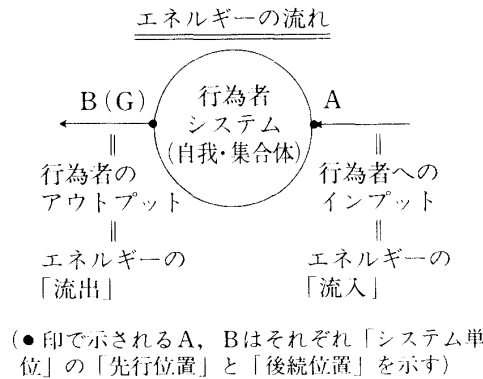 エネルギーの流れ
B(G)
行為者
システム
(自我・集合体)
A
||
行為者の
アウトプット
||
エネルギーの
「流出」
||
行為者への
インプット
||
エネルギーの
「流入」
(●印で示されるA, Bはそれぞれ「システム単
位」の「先行位置」と「後続位置」を示す)